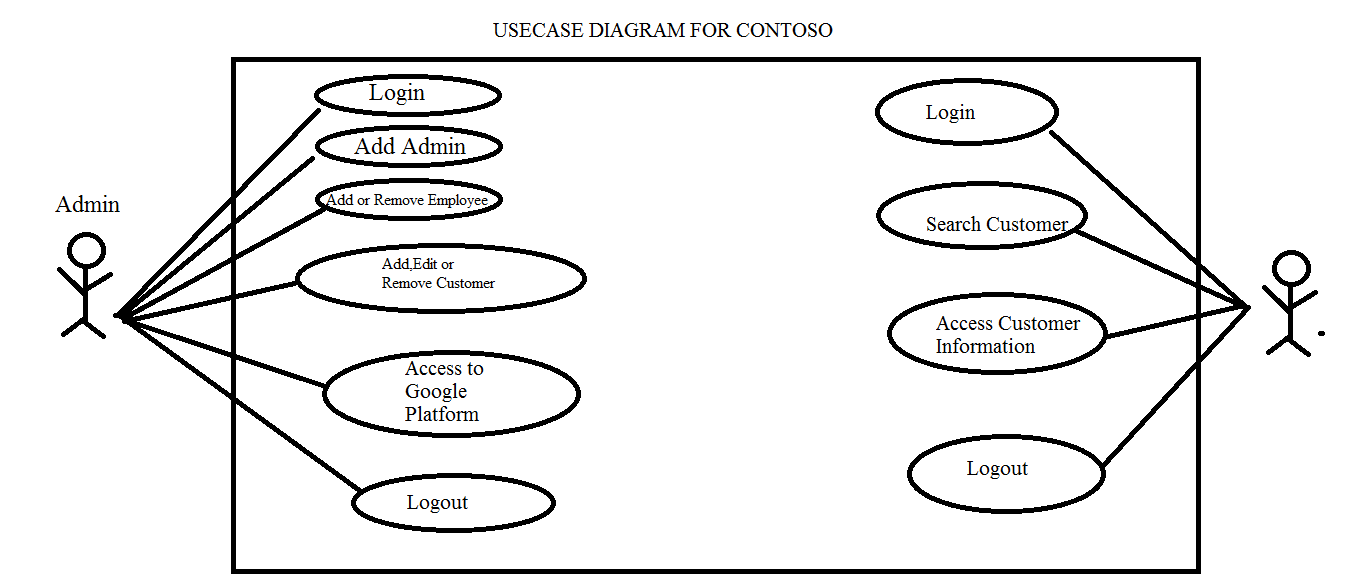 USECASE DIAGRAM FOR CONTOSO
Admin
Login
Add Admin
Add or Remove Employee
Add,Edit or
Remove Customer
Access to
Google
Platform
Logout
Login
Search Customer
Access Customer
Information
Logout